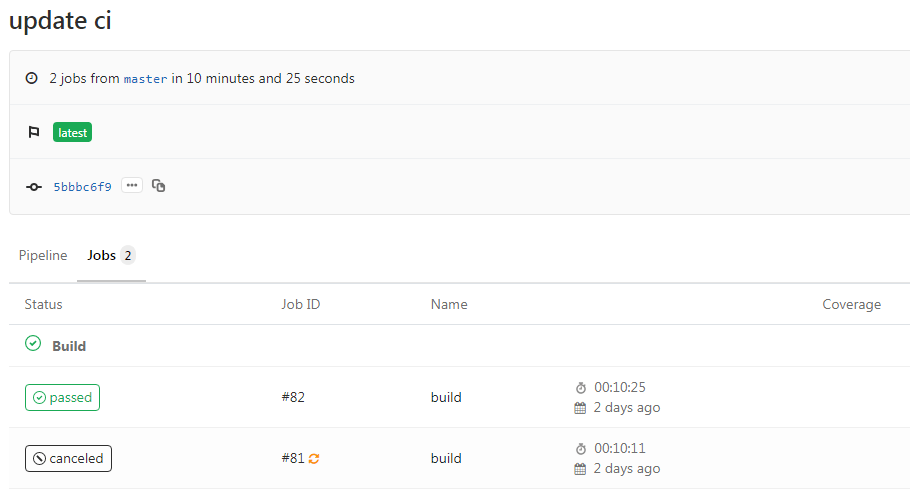 update ci
2 jobs from master in 10 minutes and 25 seconds
latest
5bbbc6f9 •••
Pipeline Jobs 2
Status Job ID Name Coverage
Build
passed #82 build 00:10:25
2 days ago
canceled #81 build 00:10:11
2 days ago